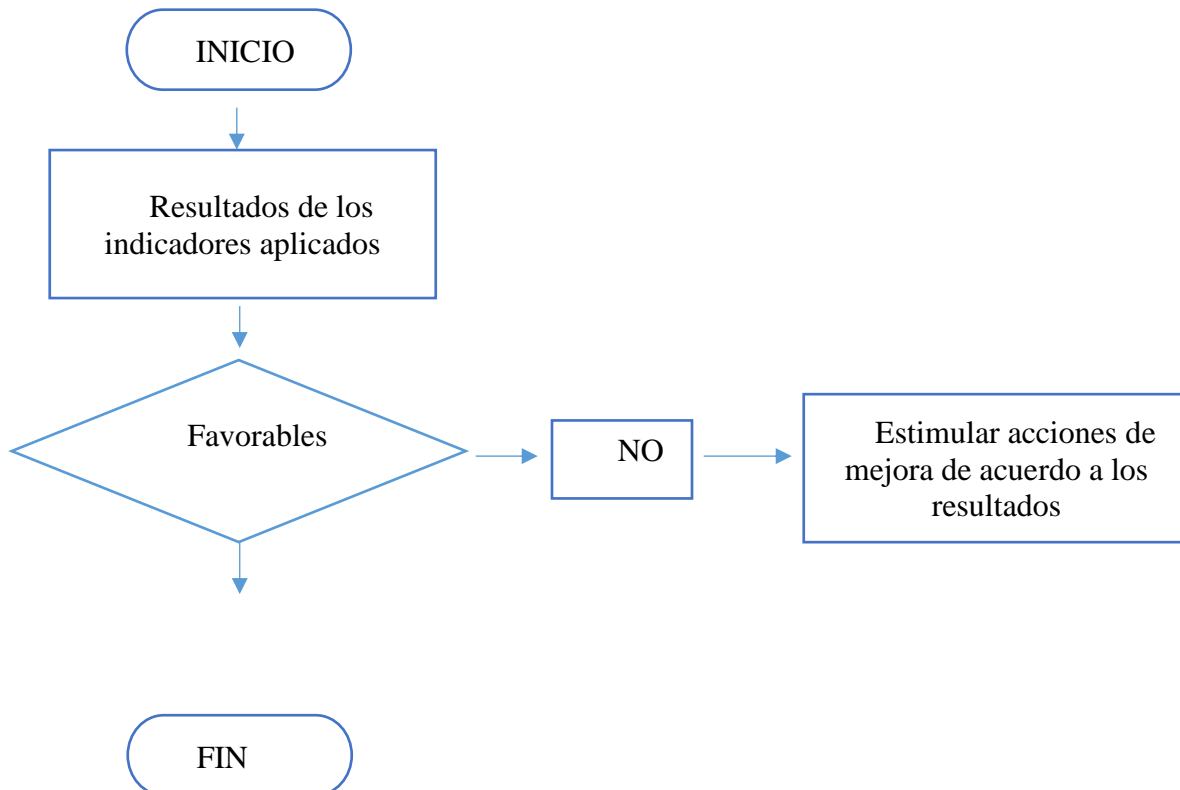 INICIO
Resultados de los
indicadores aplicados
Favorables
NO
Estimular acciones de
mejora de acuerdo a los
resultados
FIN